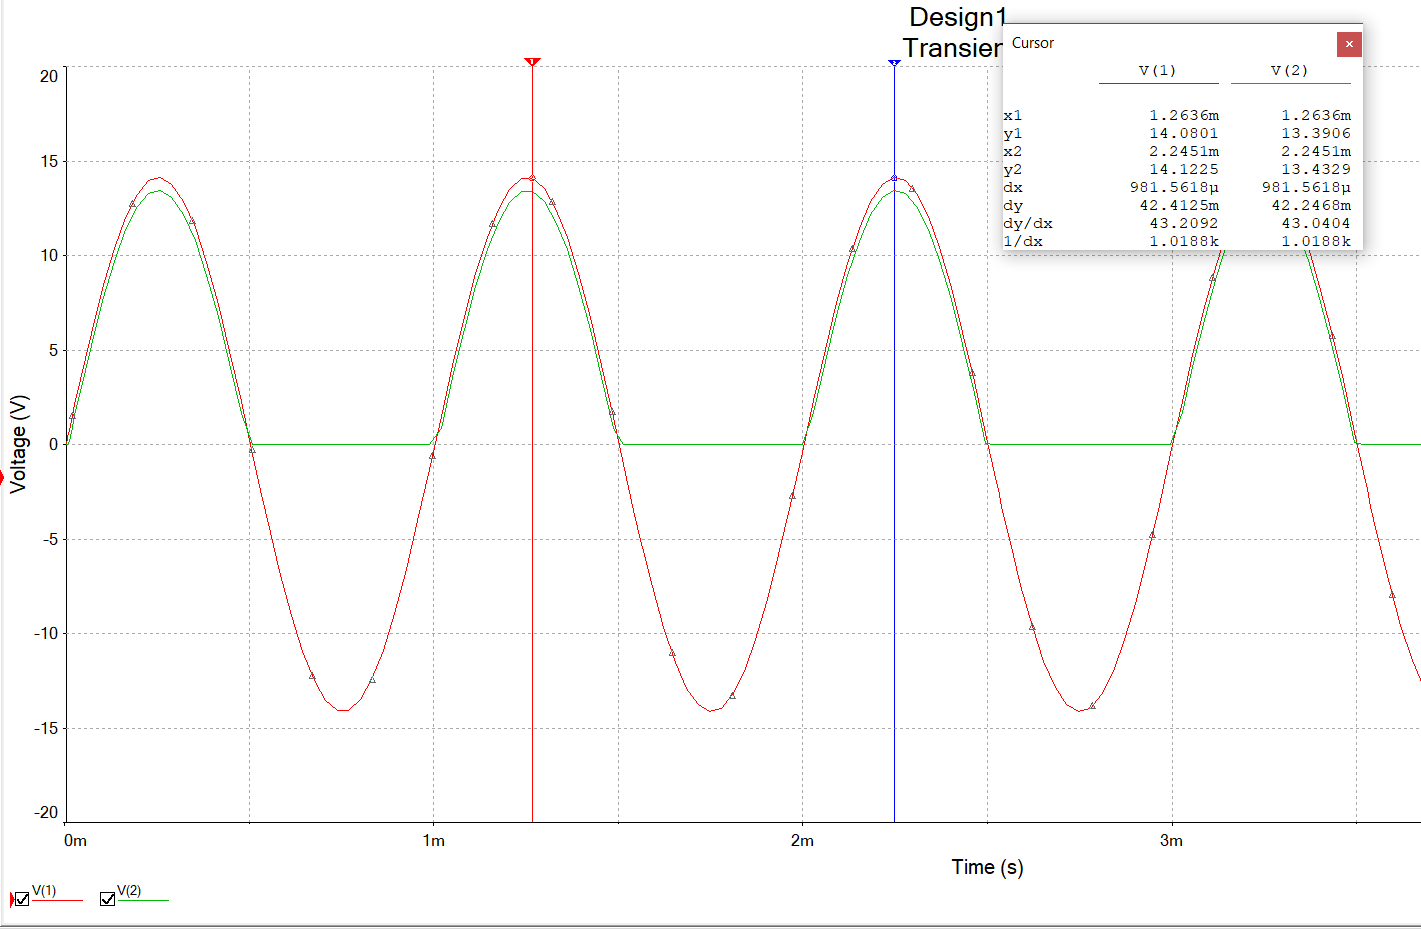 Design1
Transien
Cursor
V(1) V(2)
x1 1.2636m 1.2636m
y1 14.0801 13.3906
x2 2.2451m 2.2451m
y2 14.1225 13.4329
dx 981.5618µ 981.5618µ
dy 42.4125m 42.2468m
dy/dx 43.2092 43.0404
1/dx 1.0188k 1.0188k
20
15
10
5
0
-5
-10
-15
-20
Voltage (V)
0m 1m 2m 3m
Time (s)
V(1) V(2)